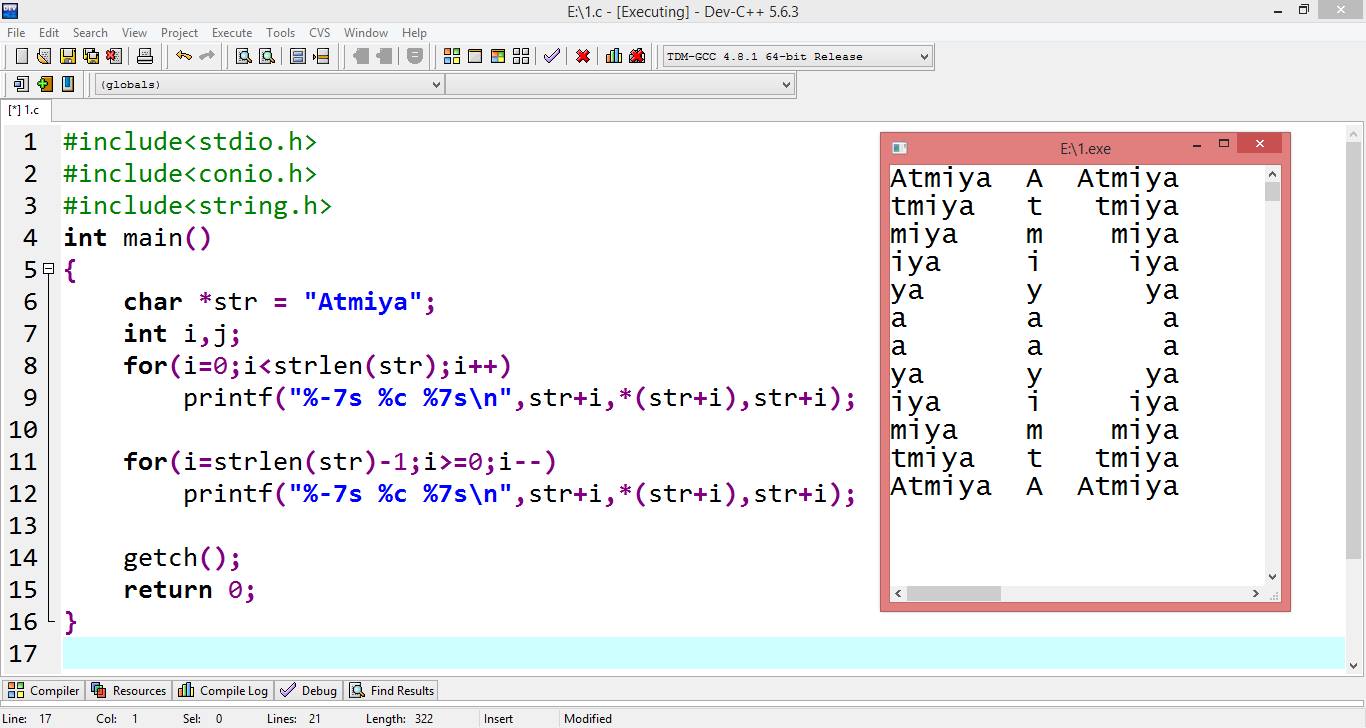 E:\1.c - [Executing] - Dev-C++ 5.6.3
File Edit Search View Project Execute Tools CVS Window Help
TDM-GCC 4.8.1 64-bit Release
(globals)
[*] 1.c
1 #include<stdio.h>
2 #include<conio.h>
3 #include<string.h>
4 int main()
5 {
6     char *str = "Atmiya";
7     int i,j;
8     for(i=0;i<strlen(str);i++)
9         printf("%-7s %c %7s\n",str+i,*(str+i),str+i);
10
11     for(i=strlen(str)-1;i>=0;i--)
12         printf("%-7s %c %7s\n",str+i,*(str+i),str+i);
13
14     getch();
15     return 0;
16 }
17
E:\1.exe
Atmiya  A  Atmiya
tmiya   t   tmiya
miya    m    miya
iya     i     iya
ya      y      ya
a       a       a
a       a       a
ya      y      ya
iya     i     iya
miya    m    miya
tmiya   t   tmiya
Atmiya  A  Atmiya
Compiler Resources Compile Log Debug Find Results
Line: 17 Col: 1 Sel: 0 Lines: 21 Length: 322 Insert Modified